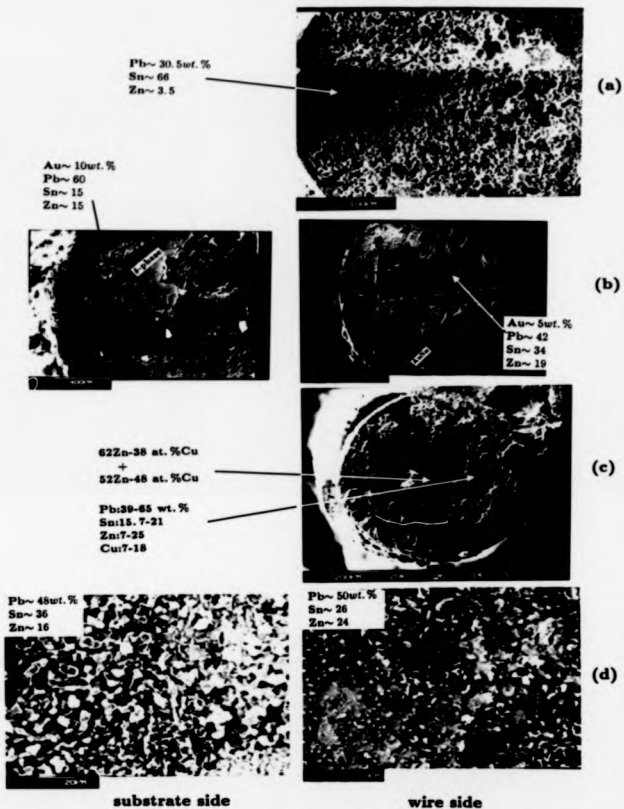 Pb~ 30.5wt.%
Sn~ 66
Zn~ 3.5
(a)
Au~ 10wt.%
Pb~ 60
Sn~ 15
Zn~ 15
(b)
Au~ 5wt.%
Pb~ 42
Sn~ 34
Zn~ 19
62Zn-38 at.%Cu
+
52Zn-48 at.%Cu
(c)
Pb:39-65 wt.%
Sn:15.7-21
Zn:7-25
Cu:7-18
Pb~ 48wt.%
Sn~ 36
Zn~ 16
Pb~ 50wt.%
Sn~ 26
Zn~ 24
(d)
20μM
substrate side
wire side